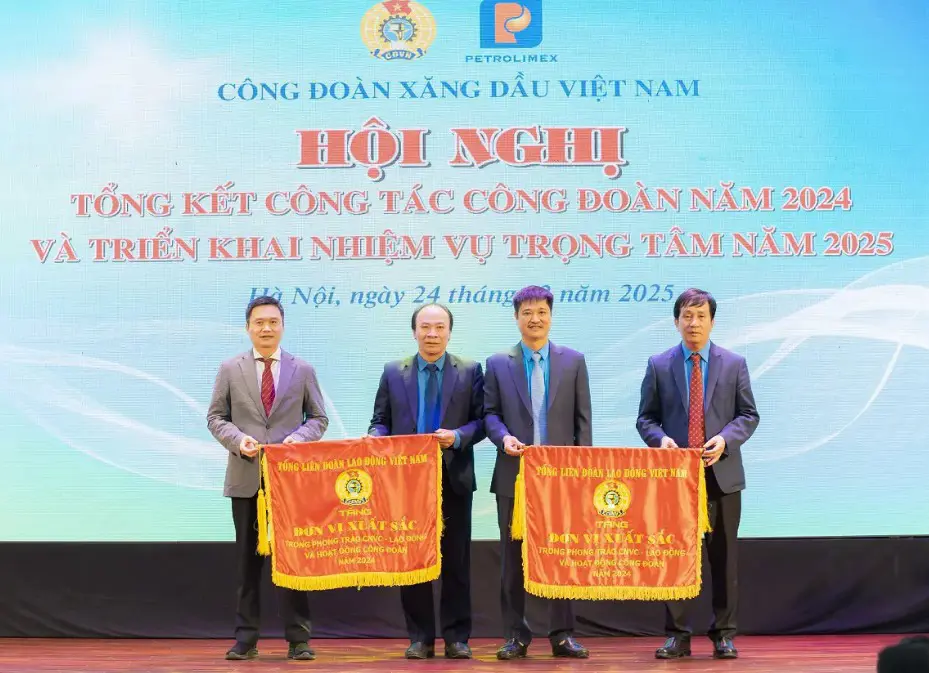 CĐVN
PETROLIMEX
CÔNG ĐOÀN XĂNG DẦU VIỆT NAM
HỘI NGHỊ
TỔNG KẾT CÔNG TÁC CÔNG ĐOÀN NĂM 2024
VÀ TRIỂN KHAI NHIỆM VỤ TRỌNG TÂM NĂM 2025
Hà Nội, ngày 24 tháng 2 năm 2025
TỔNG LIÊN ĐOÀN LAO ĐỘNG VIỆT NAM
TẶNG
ĐƠN VỊ XUẤT SẮC
TRONG PHONG TRÀO CNVC - LAO ĐỘNG
VÀ HOẠT ĐỘNG CÔNG ĐOÀN
NĂM 2024
TỔNG LIÊN ĐOÀN LAO ĐỘNG VIỆT NAM
TẶNG
ĐƠN VỊ XUẤT SẮC
TRONG PHONG TRÀO CNVC - LAO ĐỘNG
VÀ HOẠT ĐỘNG CÔNG ĐOÀN
NĂM 2024